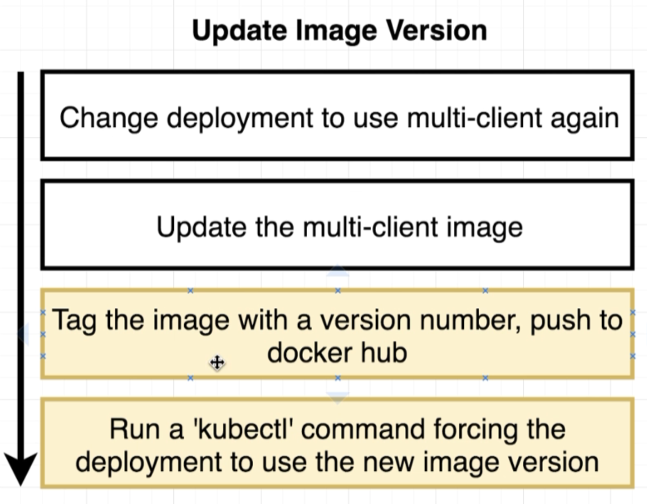 Update Image Version
Change deployment to use multi-client again
Update the multi-client image
Tag the image with a version number, push to
docker hub
Run a 'kubectl' command forcing the
deployment to use the new image version